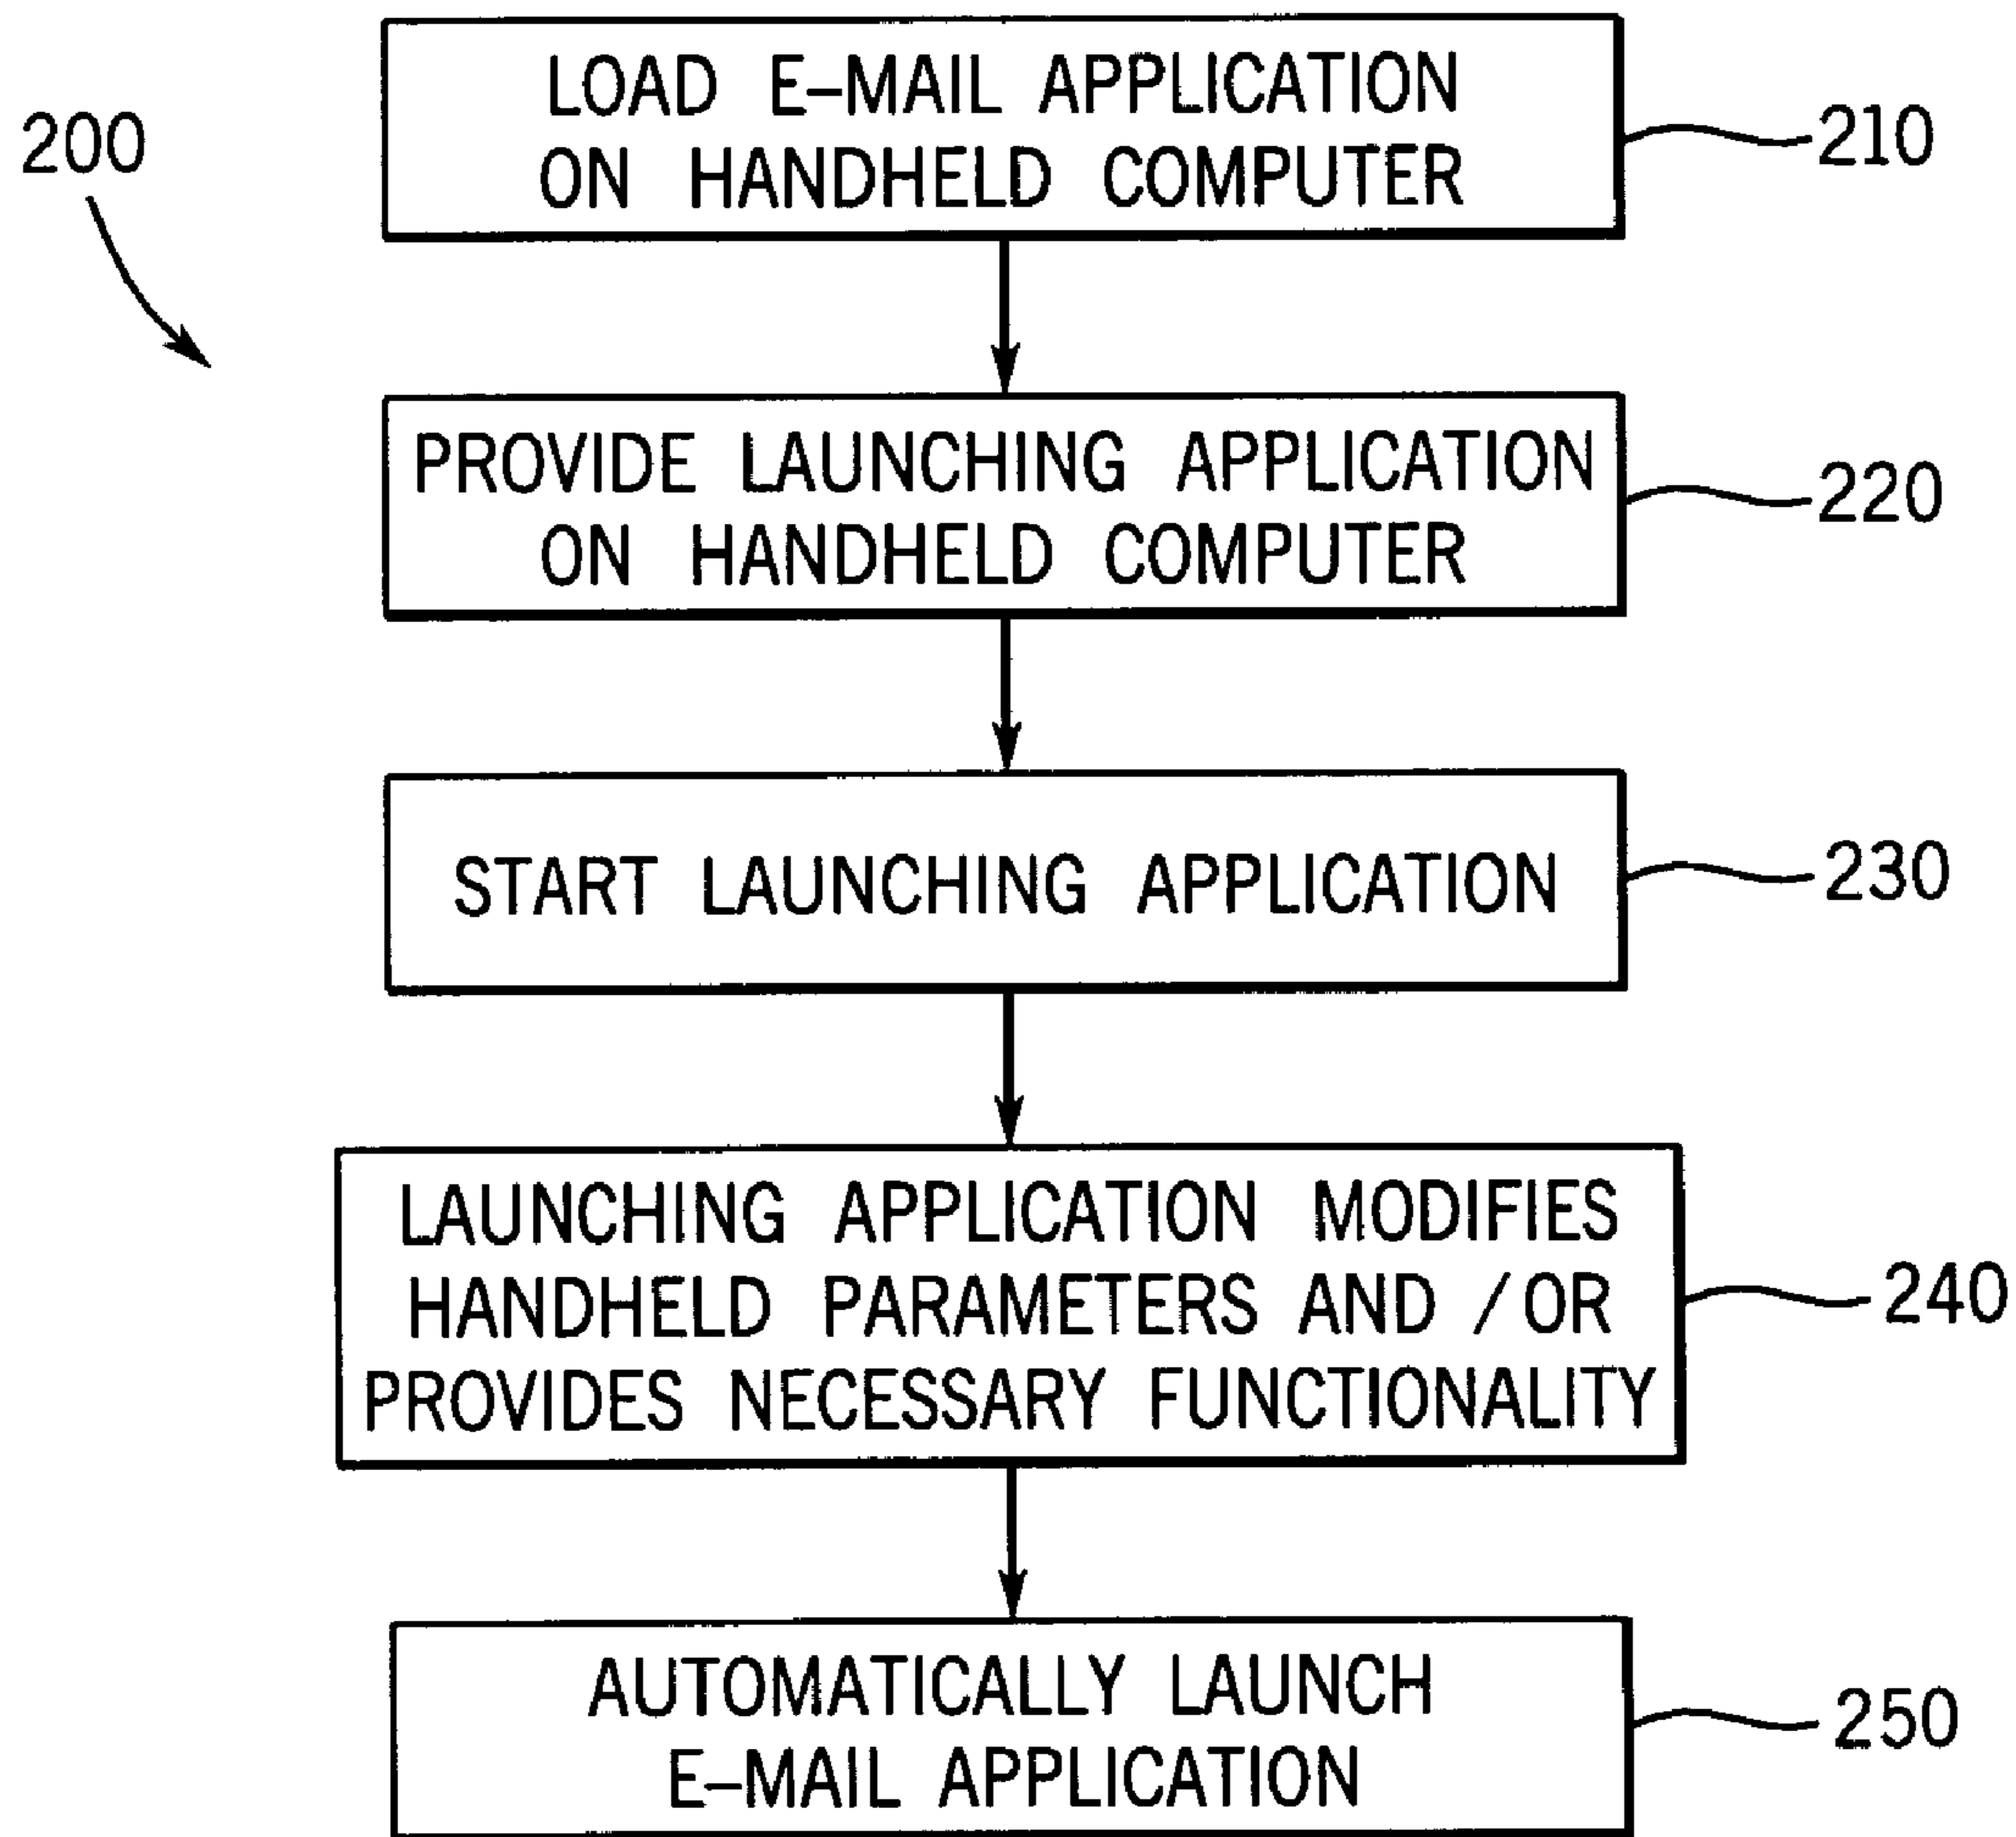 200
LOAD E-MAIL APPLICATION
ON HANDHELD COMPUTER
210
PROVIDE LAUNCHING APPLICATION
ON HANDHELD COMPUTER
220
START LAUNCHING APPLICATION
230
LAUNCHING APPLICATION MODIFIES
HANDHELD PARAMETERS AND /OR
PROVIDES NECESSARY FUNCTIONALITY
240
AUTOMATICALLY LAUNCH
E-MAIL APPLICATION
250